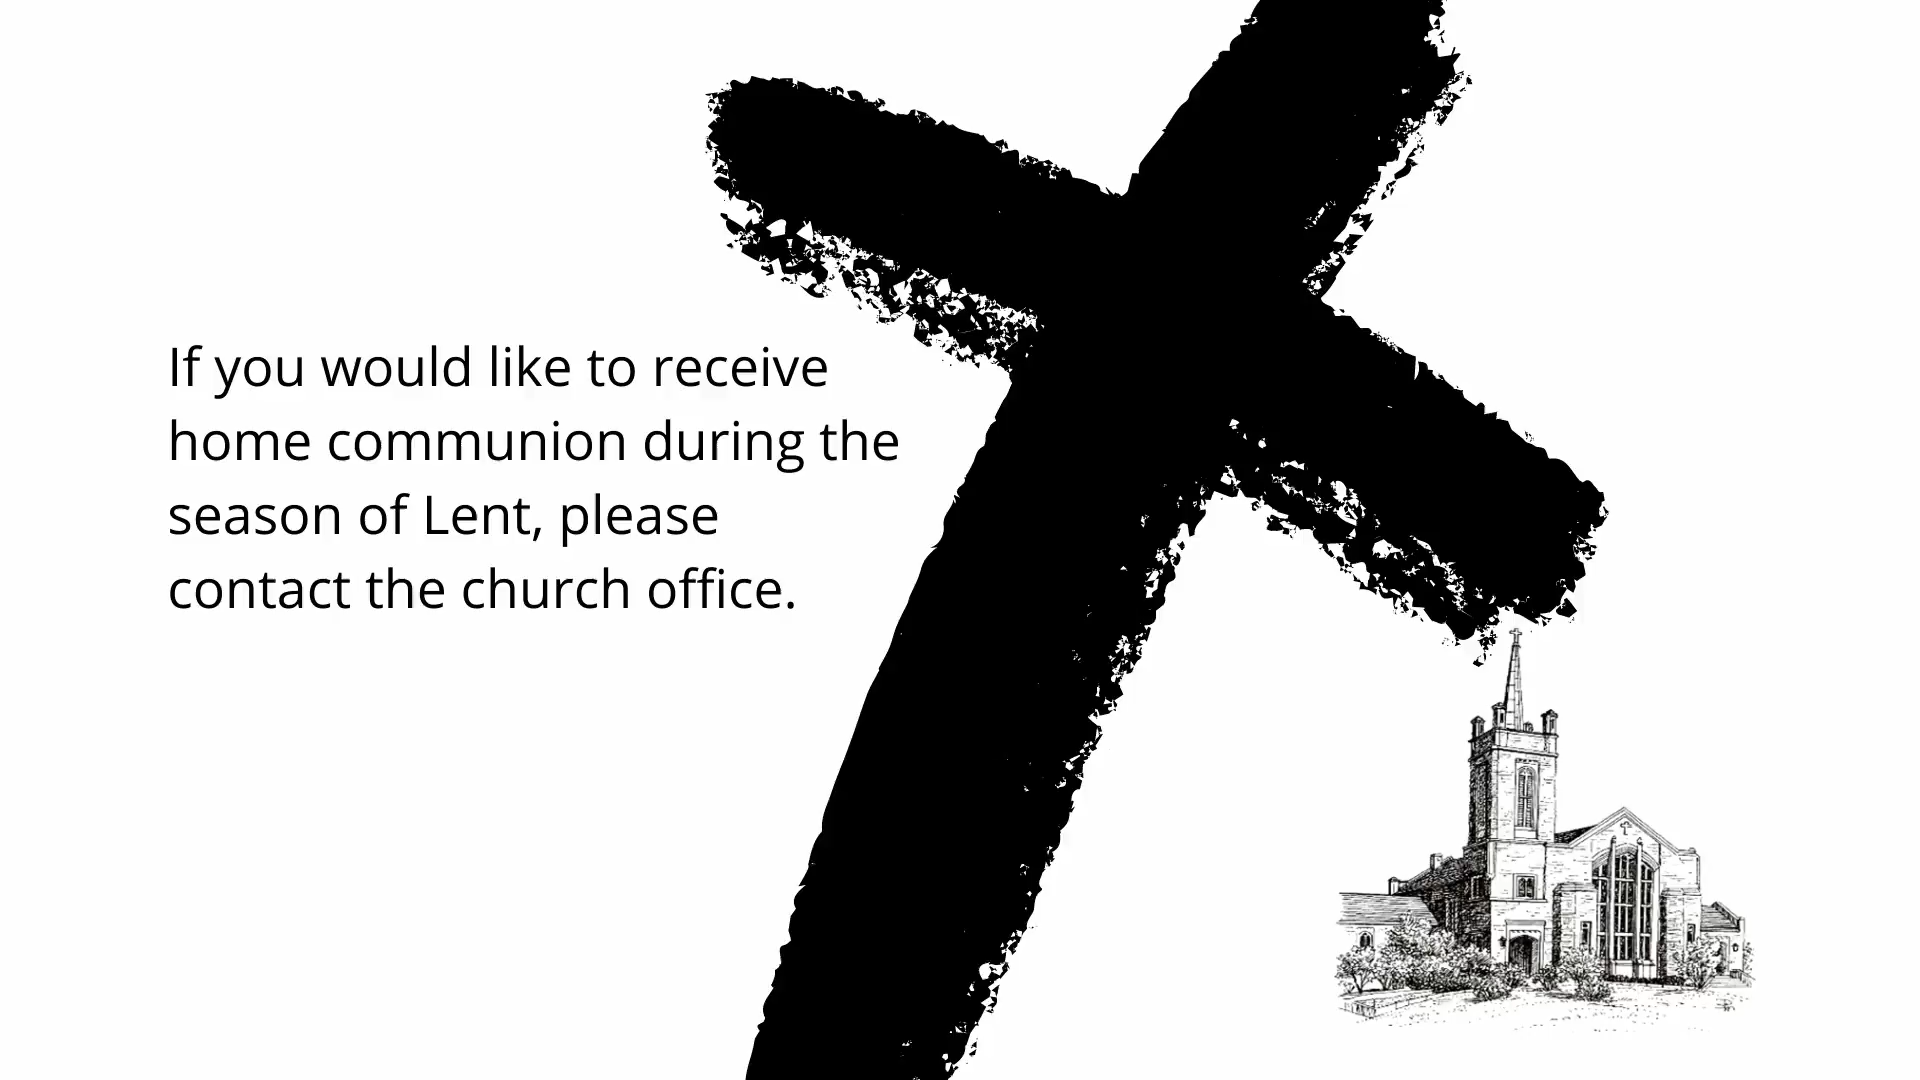 If you would like to receive
home communion during the
season of Lent, please
contact the church office.